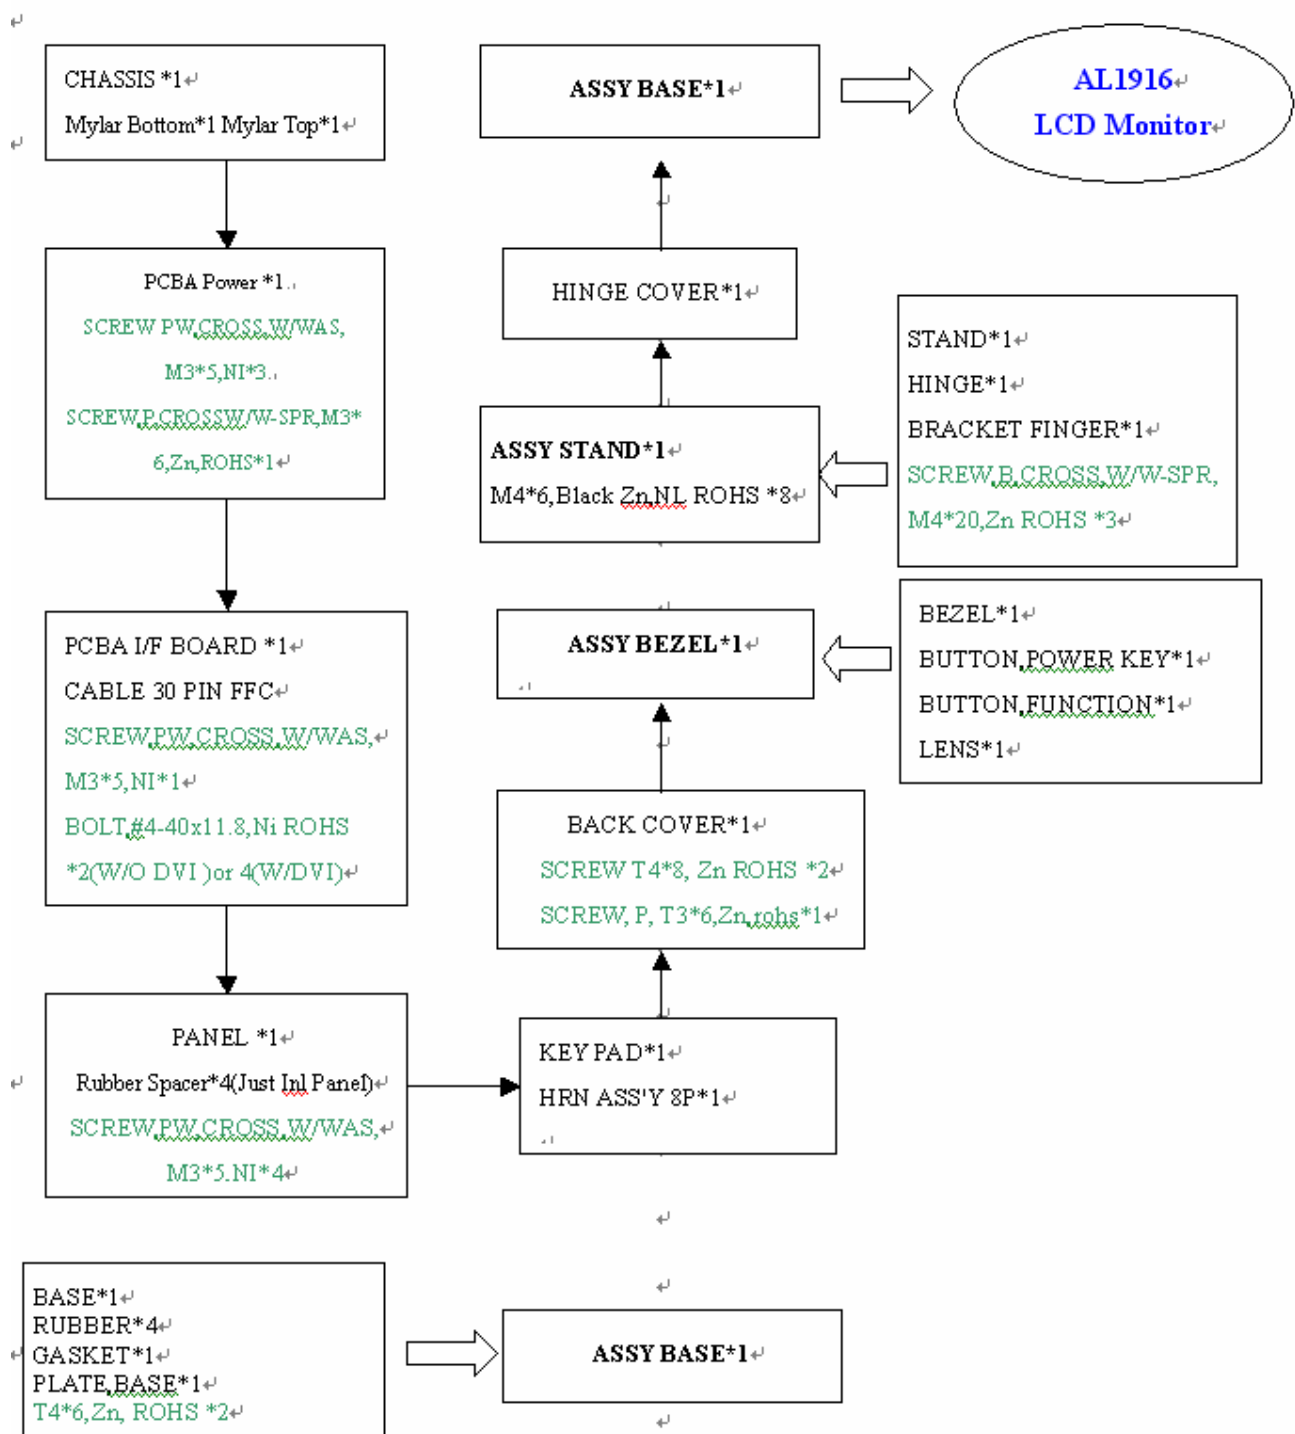 CHASSIS *1
Mylar Bottom*1 Mylar Top*1
PCBA Power *1
SCREW PW,CROSS,W/WAS,
M3*5,NI*3
SCREW,P,CROSSW/W-SPR,M3*
6,Zn,ROHS*1
PCBA I/F BOARD *1
CABLE 30 PIN FFC
SCREW,PW,CROSS,W/WAS,
M3*5,NI*1
BOLT,#4-40x11.8,Ni ROHS
*2(W/O DVI )or 4(W/DVI)
PANEL *1
Rubber Spacer*4(Just Inl Panel)
SCREW,PW,CROSS,W/WAS,
M3*5.NI*4
KEY PAD*1
HRN ASS'Y 8P*1
BACK COVER*1
SCREW T4*8, Zn ROHS *2
SCREW, P, T3*6,Zn,rohs*1
ASSY BEZEL*1
BEZEL*1
BUTTON,POWER KEY*1
BUTTON,FUNCTION*1
LENS*1
ASSY STAND*1
M4*6,Black Zn,NL ROHS *8
STAND*1
HINGE*1
BRACKET FINGER*1
SCREW,B,CROSS,W/W-SPR,
M4*20,Zn ROHS *3
HINGE COVER*1
ASSY BASE*1
AL1916
LCD Monitor
BASE*1
RUBBER*4
GASKET*1
PLATE,BASE*1
T4*6,Zn, ROHS *2
ASSY BASE*1